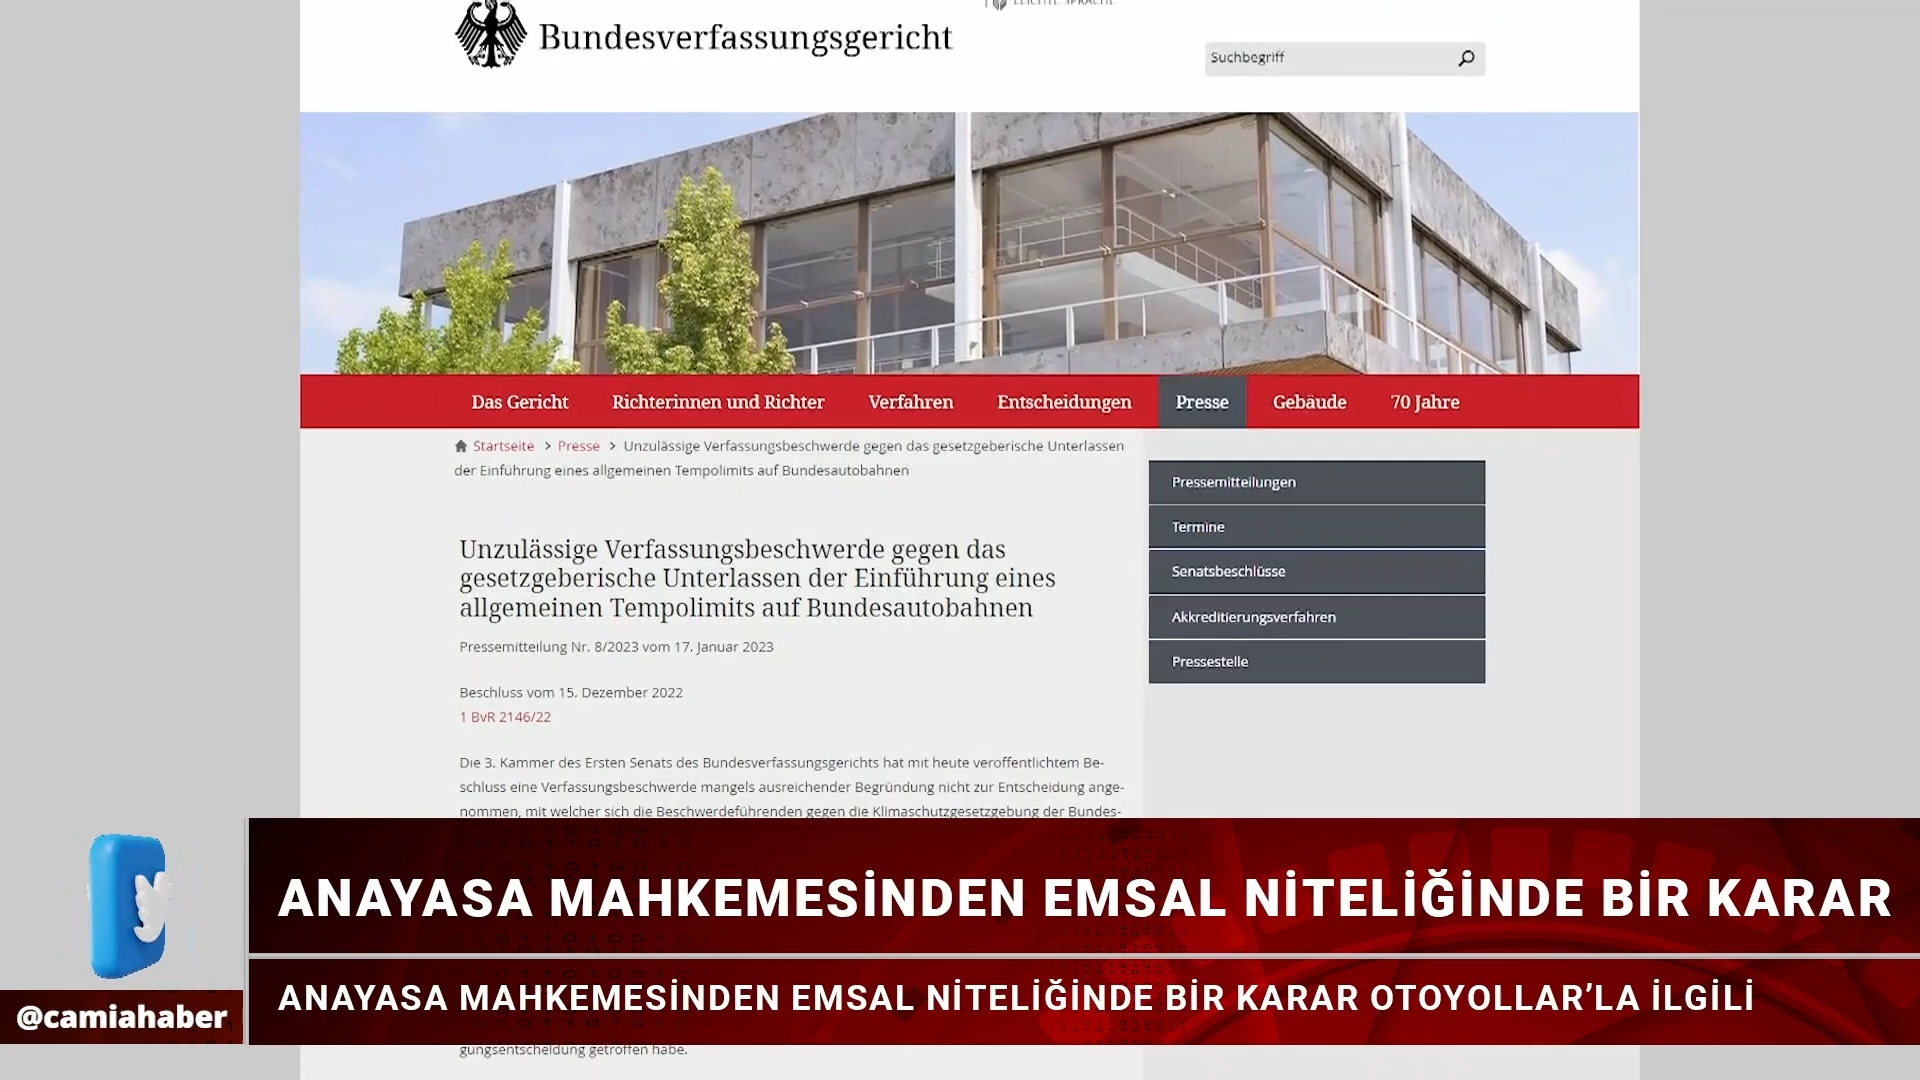 LEICHTE SPRACHE
Bundesverfassungsgericht
Suchbegriff
Das Gericht Richterinnen und Richter Verfahren Entscheidungen Presse Gebäude 70 Jahre
Startseite > Presse > Unzulässige Verfassungsbeschwerde gegen das gesetzgeberische Unterlassen
der Einführung eines allgemeinen Tempolimits auf Bundesautobahnen
Unzulässige Verfassungsbeschwerde gegen das
gesetzgeberische Unterlassen der Einführung eines
allgemeinen Tempolimits auf Bundesautobahnen
Pressemitteilung Nr. 8/2023 vom 17. Januar 2023
Beschluss vom 15. Dezember 2022
1 BvR 2146/22
Die 3. Kammer des Ersten Senats des Bundesverfassungsgerichts hat mit heute veröffentlichtem Be-
schluss eine Verfassungsbeschwerde mangels ausreichender Begründung nicht zur Entscheidung ange-
nommen, mit welcher sich die Beschwerdeführenden gegen die Klimaschutzgesetzgebung der Bundes-
gungsentscheidung getroffen habe.
Pressemitteilungen
Termine
Senatsbeschlüsse
Akkreditierungsverfahren
Pressestelle
ANAYASA MAHKEMESİNDEN EMSAL NİTELİĞİNDE BİR KARAR
ANAYASA MAHKEMESİNDEN EMSAL NİTELİĞİNDE BİR KARAR OTOYOLLAR’LA İLGİLİ
@camiahaber